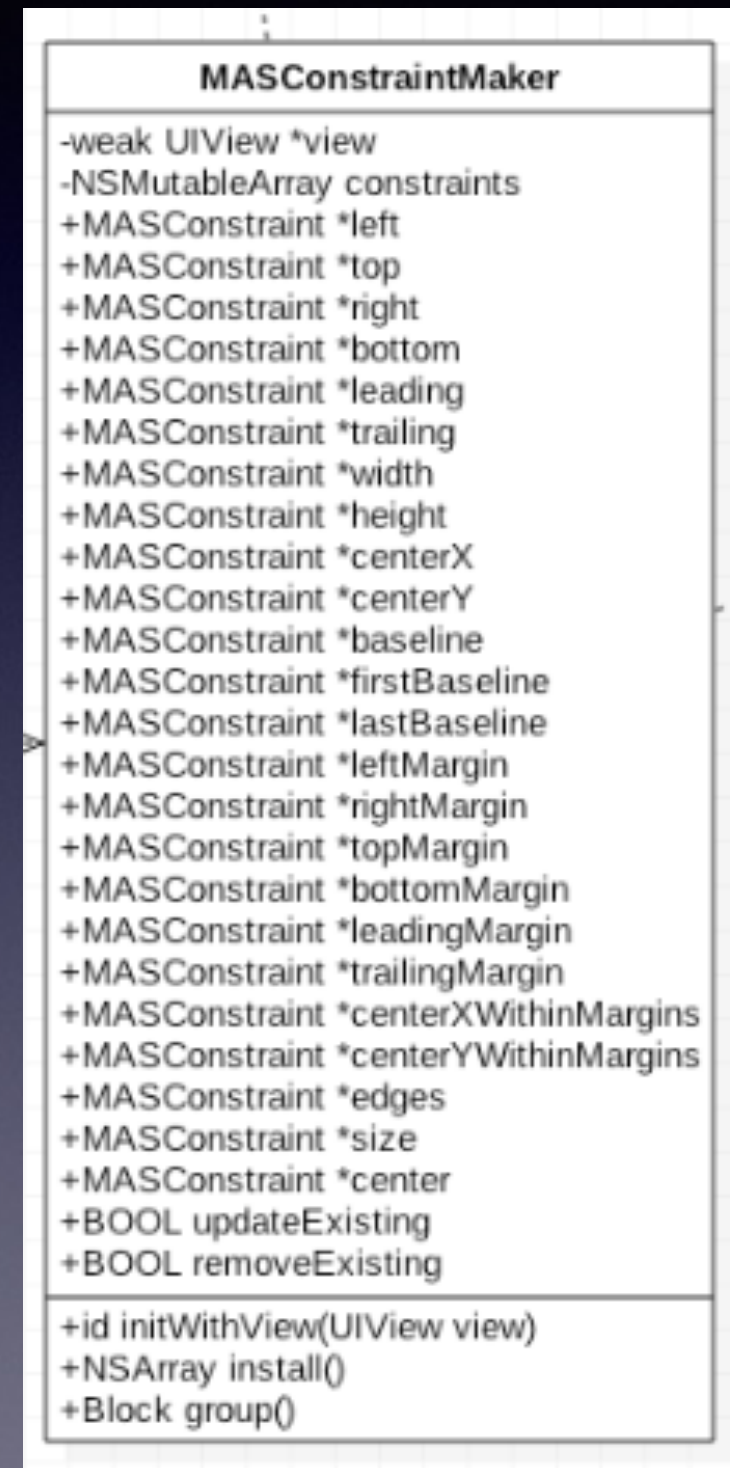 MASConstraintMaker
-weak UIView *view
-NSMutableArray constraints
+MASConstraint *left
+MASConstraint *top
+MASConstraint *right
+MASConstraint *bottom
+MASConstraint *leading
+MASConstraint *trailing
+MASConstraint *width
+MASConstraint *height
+MASConstraint *centerX
+MASConstraint *centerY
+MASConstraint *baseline
+MASConstraint *firstBaseline
+MASConstraint *lastBaseline
+MASConstraint *leftMargin
+MASConstraint *rightMargin
+MASConstraint *topMargin
+MASConstraint *bottomMargin
+MASConstraint *leadingMargin
+MASConstraint *trailingMargin
+MASConstraint *centerXWithinMargins
+MASConstraint *centerYWithinMargins
+MASConstraint *edges
+MASConstraint *size
+MASConstraint *center
+BOOL updateExisting
+BOOL removeExisting
+id initWithView(UIView view)
+NSArray install()
+Block group()